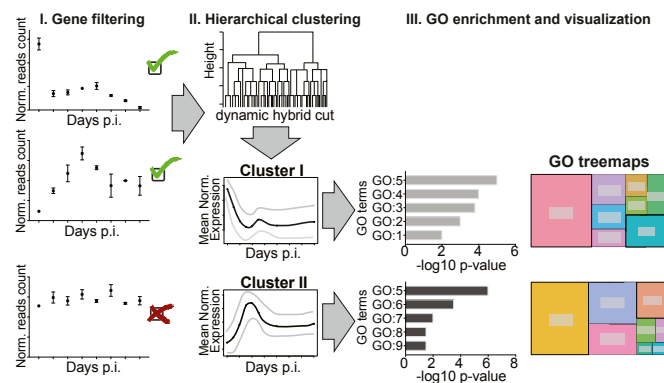 I. Gene filtering
II. Hierarchical clustering
III. GO enrichment and visualization
Norm. reads count
Days p.i.
Norm. reads count
Days p.i.
Norm. reads count
Days p.i.
Height
dynamic hybrid cut
Cluster I
Mean Norm.
Expression
Days p.i.
Cluster II
Mean Norm.
Expression
Days p.i.
GO terms
GO:5
GO:4
GO:3
GO:2
GO:1
0 2 4 6
-log10 p-value
GO terms
GO:5
GO:6
GO:7
GO:8
GO:9
0 2 4 6 8
-log10 p-value
GO treemaps